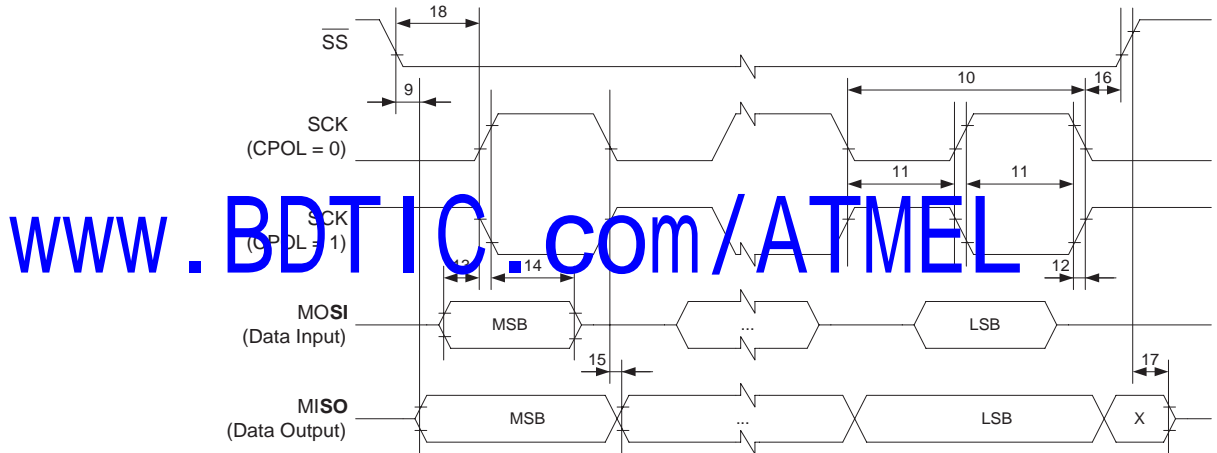 18
SS
9
10
16
SCK
(CPOL = 0)
11
11
SCK
(CPOL = 1)
www.BDTIC.com/ATMEL
13
14
12
MOSI
(Data Input)
MSB
...
LSB
15
17
MISO
(Data Output)
MSB
...
LSB
X